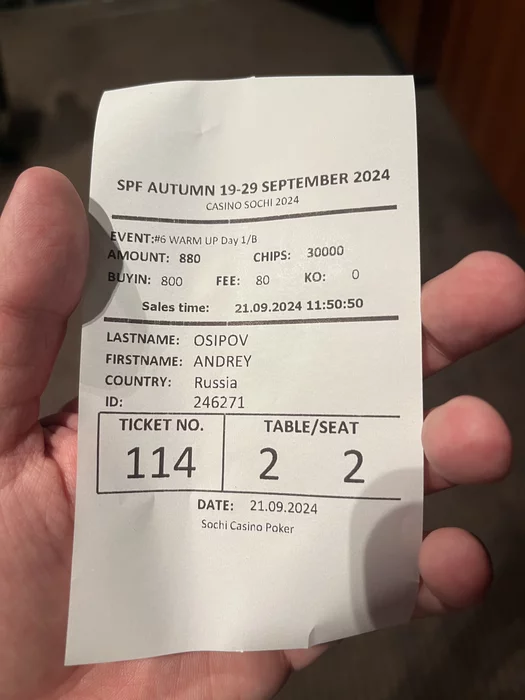 SPF AUTUMN 19-29 SEPTEMBER 2024
CASINO SOCHI 2024
EVENT:#6 WARM UP Day 1/B
AMOUNT: 880 CHIPS: 30000
BUYIN: 800 FEE: 80 KO: 0
Sales time: 21.09.2024 11:50:50
LASTNAME: OSIPOV
FIRSTNAME: ANDREY
COUNTRY: Russia
ID: 246271
TICKET NO. TABLE/SEAT
114 2 2
DATE: 21.09.2024
Sochi Casino Poker